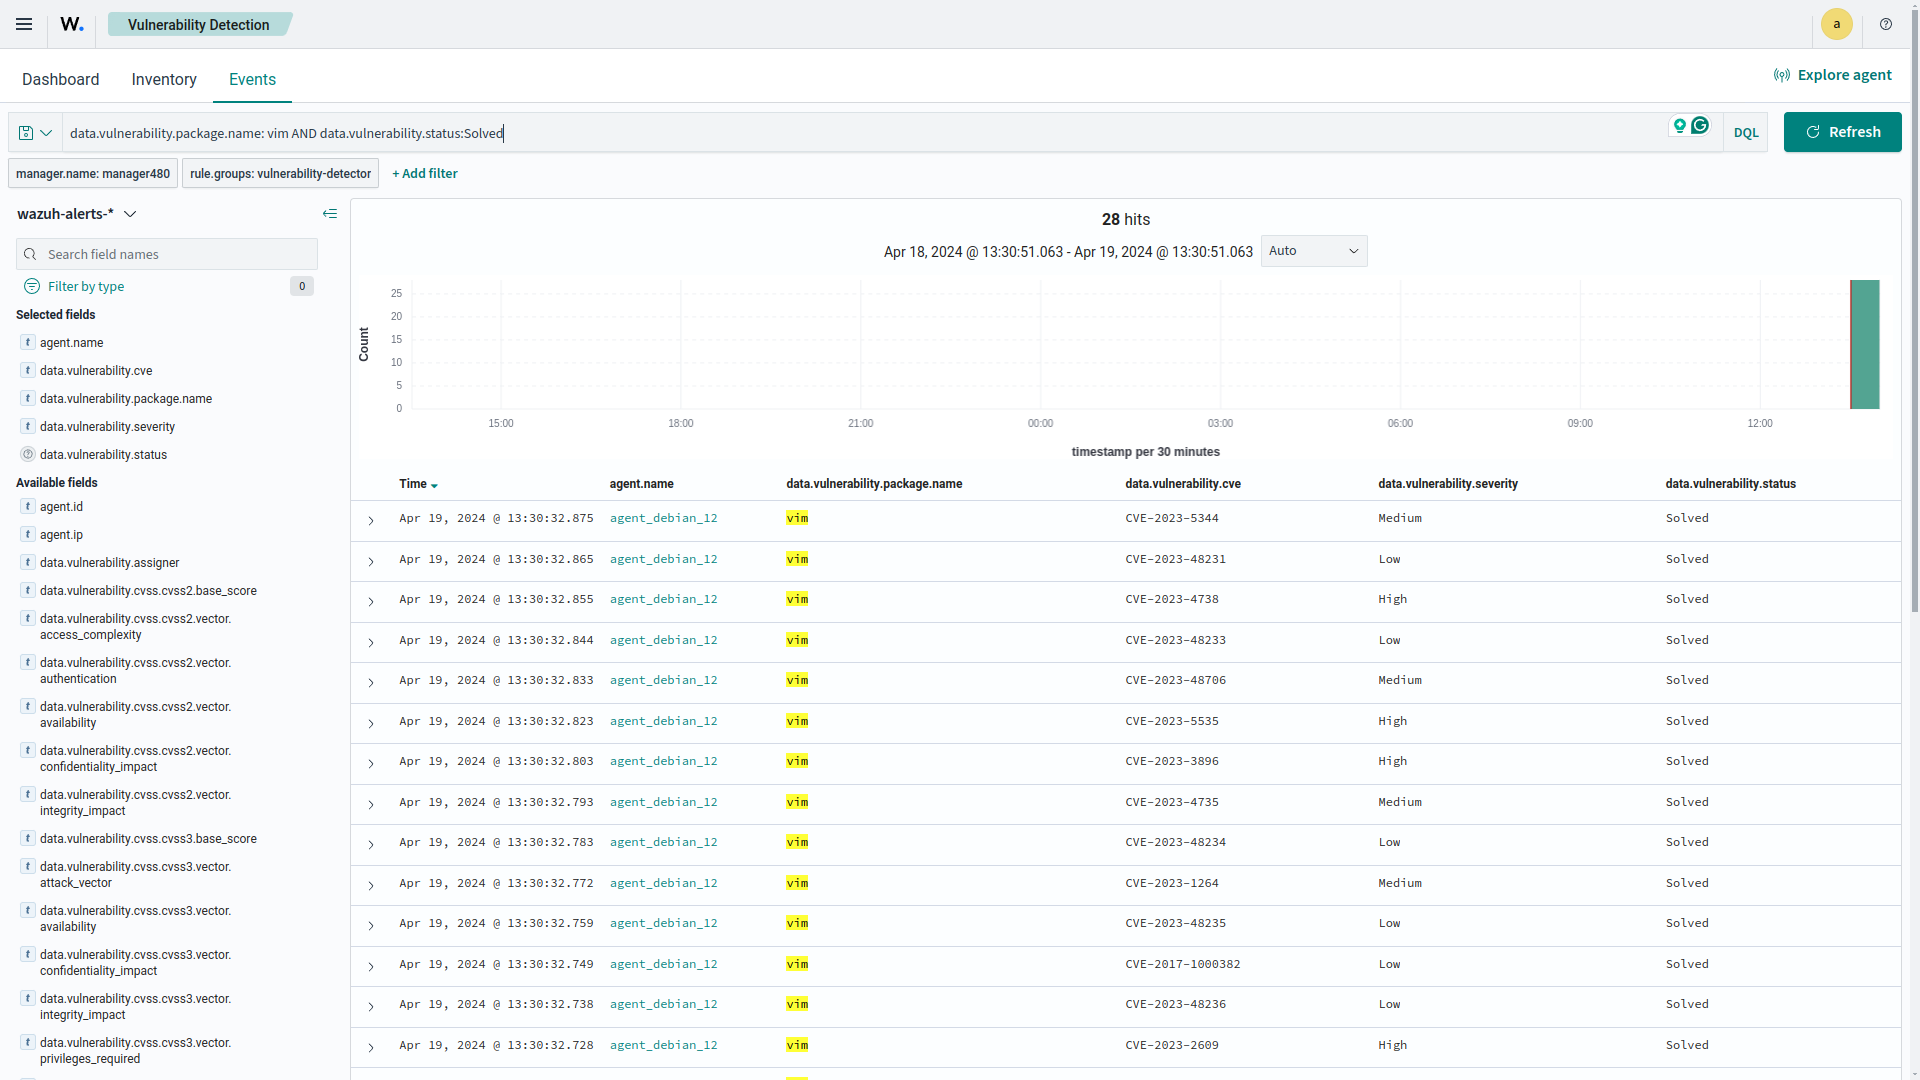 W. Vulnerability Detection a
Dashboard Inventory Events Explore agent
data.vulnerability.package.name: vim AND data.vulnerability.status:Solved DQL Refresh
manager.name: manager480 rule.groups: vulnerability-detector + Add filter
wazuh-alerts-*
Search field names
Filter by type 0
Selected fields
t agent.name
t data.vulnerability.cve
t data.vulnerability.package.name
t data.vulnerability.severity
data.vulnerability.status
Available fields
t agent.id
t agent.ip
t data.vulnerability.assigner
t data.vulnerability.cvss.cvss2.base_score
t data.vulnerability.cvss.cvss2.vector.
access_complexity
t data.vulnerability.cvss.cvss2.vector.
authentication
t data.vulnerability.cvss.cvss2.vector.
availability
t data.vulnerability.cvss.cvss2.vector.
confidentiality_impact
t data.vulnerability.cvss.cvss2.vector.
integrity_impact
t data.vulnerability.cvss.cvss3.base_score
t data.vulnerability.cvss.cvss3.vector.
attack_vector
t data.vulnerability.cvss.cvss3.vector.
availability
t data.vulnerability.cvss.cvss3.vector.
confidentiality_impact
t data.vulnerability.cvss.cvss3.vector.
integrity_impact
t data.vulnerability.cvss.cvss3.vector.
privileges_required
28 hits
Apr 18, 2024 @ 13:30:51.063 - Apr 19, 2024 @ 13:30:51.063 Auto
Count
25
20
15
10
5
0
15:00 18:00 21:00 00:00 03:00 06:00 09:00 12:00
timestamp per 30 minutes
Time agent.name data.vulnerability.package.name data.vulnerability.cve data.vulnerability.severity data.vulnerability.status
Apr 19, 2024 @ 13:30:32.875 agent_debian_12 vim CVE-2023-5344 Medium Solved
Apr 19, 2024 @ 13:30:32.865 agent_debian_12 vim CVE-2023-48231 Low Solved
Apr 19, 2024 @ 13:30:32.855 agent_debian_12 vim CVE-2023-4738 High Solved
Apr 19, 2024 @ 13:30:32.844 agent_debian_12 vim CVE-2023-48233 Low Solved
Apr 19, 2024 @ 13:30:32.833 agent_debian_12 vim CVE-2023-48706 Medium Solved
Apr 19, 2024 @ 13:30:32.823 agent_debian_12 vim CVE-2023-5535 High Solved
Apr 19, 2024 @ 13:30:32.803 agent_debian_12 vim CVE-2023-3896 High Solved
Apr 19, 2024 @ 13:30:32.793 agent_debian_12 vim CVE-2023-4735 Medium Solved
Apr 19, 2024 @ 13:30:32.783 agent_debian_12 vim CVE-2023-48234 Low Solved
Apr 19, 2024 @ 13:30:32.772 agent_debian_12 vim CVE-2023-1264 Medium Solved
Apr 19, 2024 @ 13:30:32.759 agent_debian_12 vim CVE-2023-48235 Low Solved
Apr 19, 2024 @ 13:30:32.749 agent_debian_12 vim CVE-2017-1000382 Low Solved
Apr 19, 2024 @ 13:30:32.738 agent_debian_12 vim CVE-2023-48236 Low Solved
Apr 19, 2024 @ 13:30:32.728 agent_debian_12 vim CVE-2023-2609 High Solved